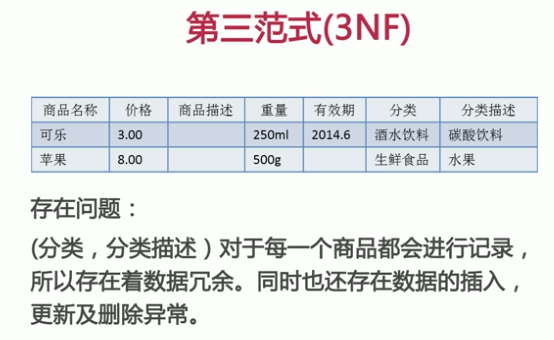 第三范式(3NF)
商品名称 价格 商品描述 重量 有效期 分类 分类描述
可乐 3.00 250ml 2014.6 酒水饮料 碳酸饮料
苹果 8.00 500g 生鲜食品 水果
存在问题：
(分类，分类描述）对于每一个商品都会进行记录，
所以存在着数据冗余。同时也还存在数据的插入，
更新及删除异常。